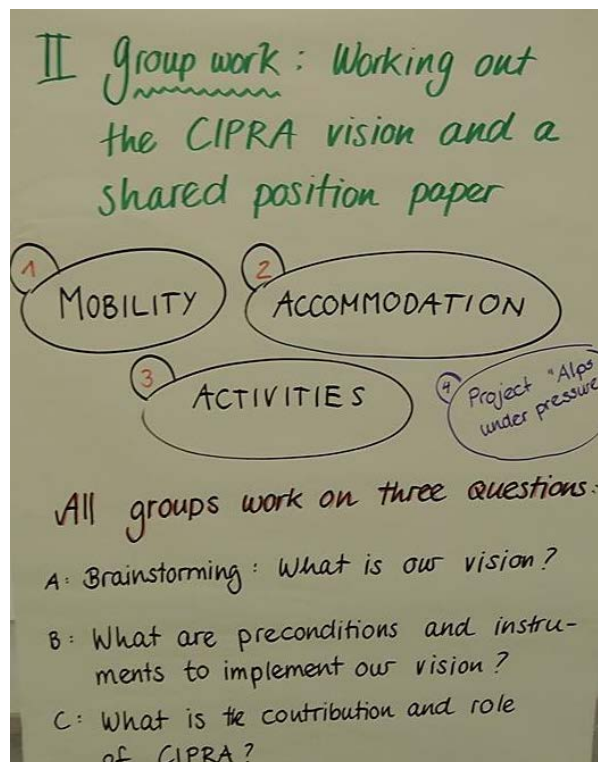 II Group work : Working out
the CIPRA vision and a
shared position paper
1 MOBILITY
2 ACCOMMODATION
3 ACTIVITIES
4 Project "Alps
under pressure
All groups work on three questions:
A: Brainstorming: What is our vision?
B: What are preconditions and instru-
ments to implement our vision?
C: What is the contribution and role
of CIPRA?